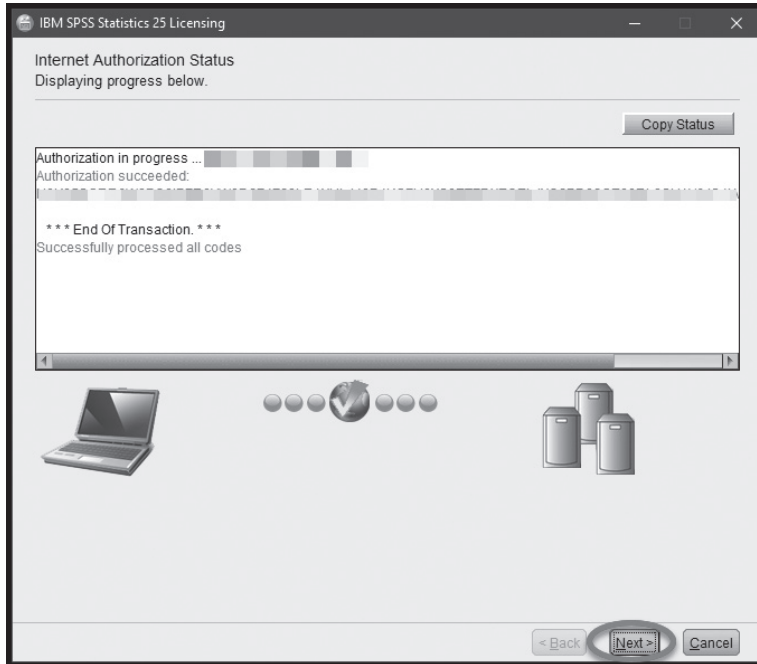 IBM SPSS Statistics 25 Licensing
Internet Authorization Status
Displaying progress below.
Copy Status
Authorization in progress ...
Authorization succeeded:
* * * End Of Transaction. * * *
Successfully processed all codes
< Back
Next >
Cancel